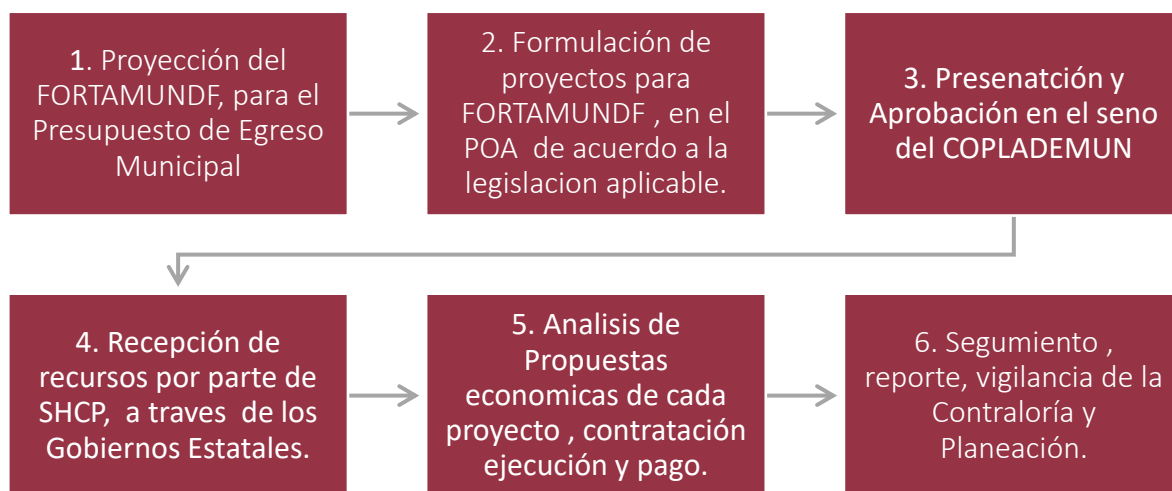 1. Proyección del
FORTAMUNDF, para el
Presupuesto de Egreso
Municipal
2. Formulación de
proyectos para
FORTAMUNDF , en el
POA de acuerdo a la
legislacion aplicable.
3. Presenatción y
Aprobación en el seno
del COPLADEMUN
4. Recepción de
recursos por parte de
SHCP, a traves de los
Gobiernos Estatales.
5. Analisis de
Propuestas
economicas de cada
proyecto , contratación
ejecución y pago.
6. Segumiento ,
reporte, vigilancia de la
Contraloría y
Planeación.